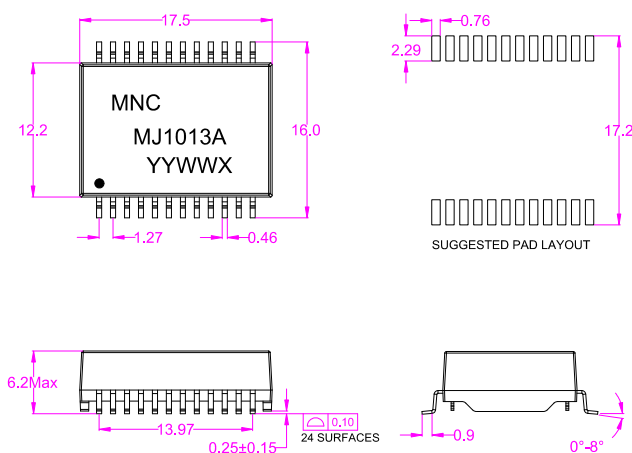 17.5
0.76
2.29
MNC
MJ1013A
YYWWX
12.2
16.0
17.2
1.27
0.46
SUGGESTED PAD LAYOUT
6.2Max
13.97
0.25±0.15
0.10
24 SURFACES
0.9
0°-8°